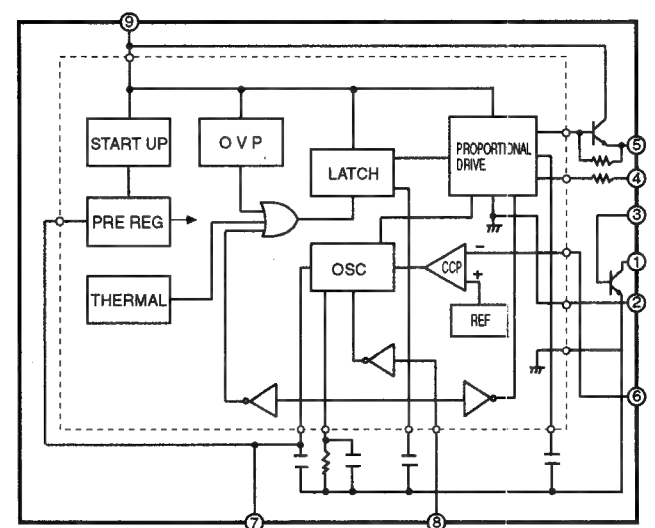 9
START UP
O V P
LATCH
PROPORTIONAL
DRIVE
5
4
3
PRE REG
1
THERMAL
OSC
CCP
−
+
REF
2
6
7
8